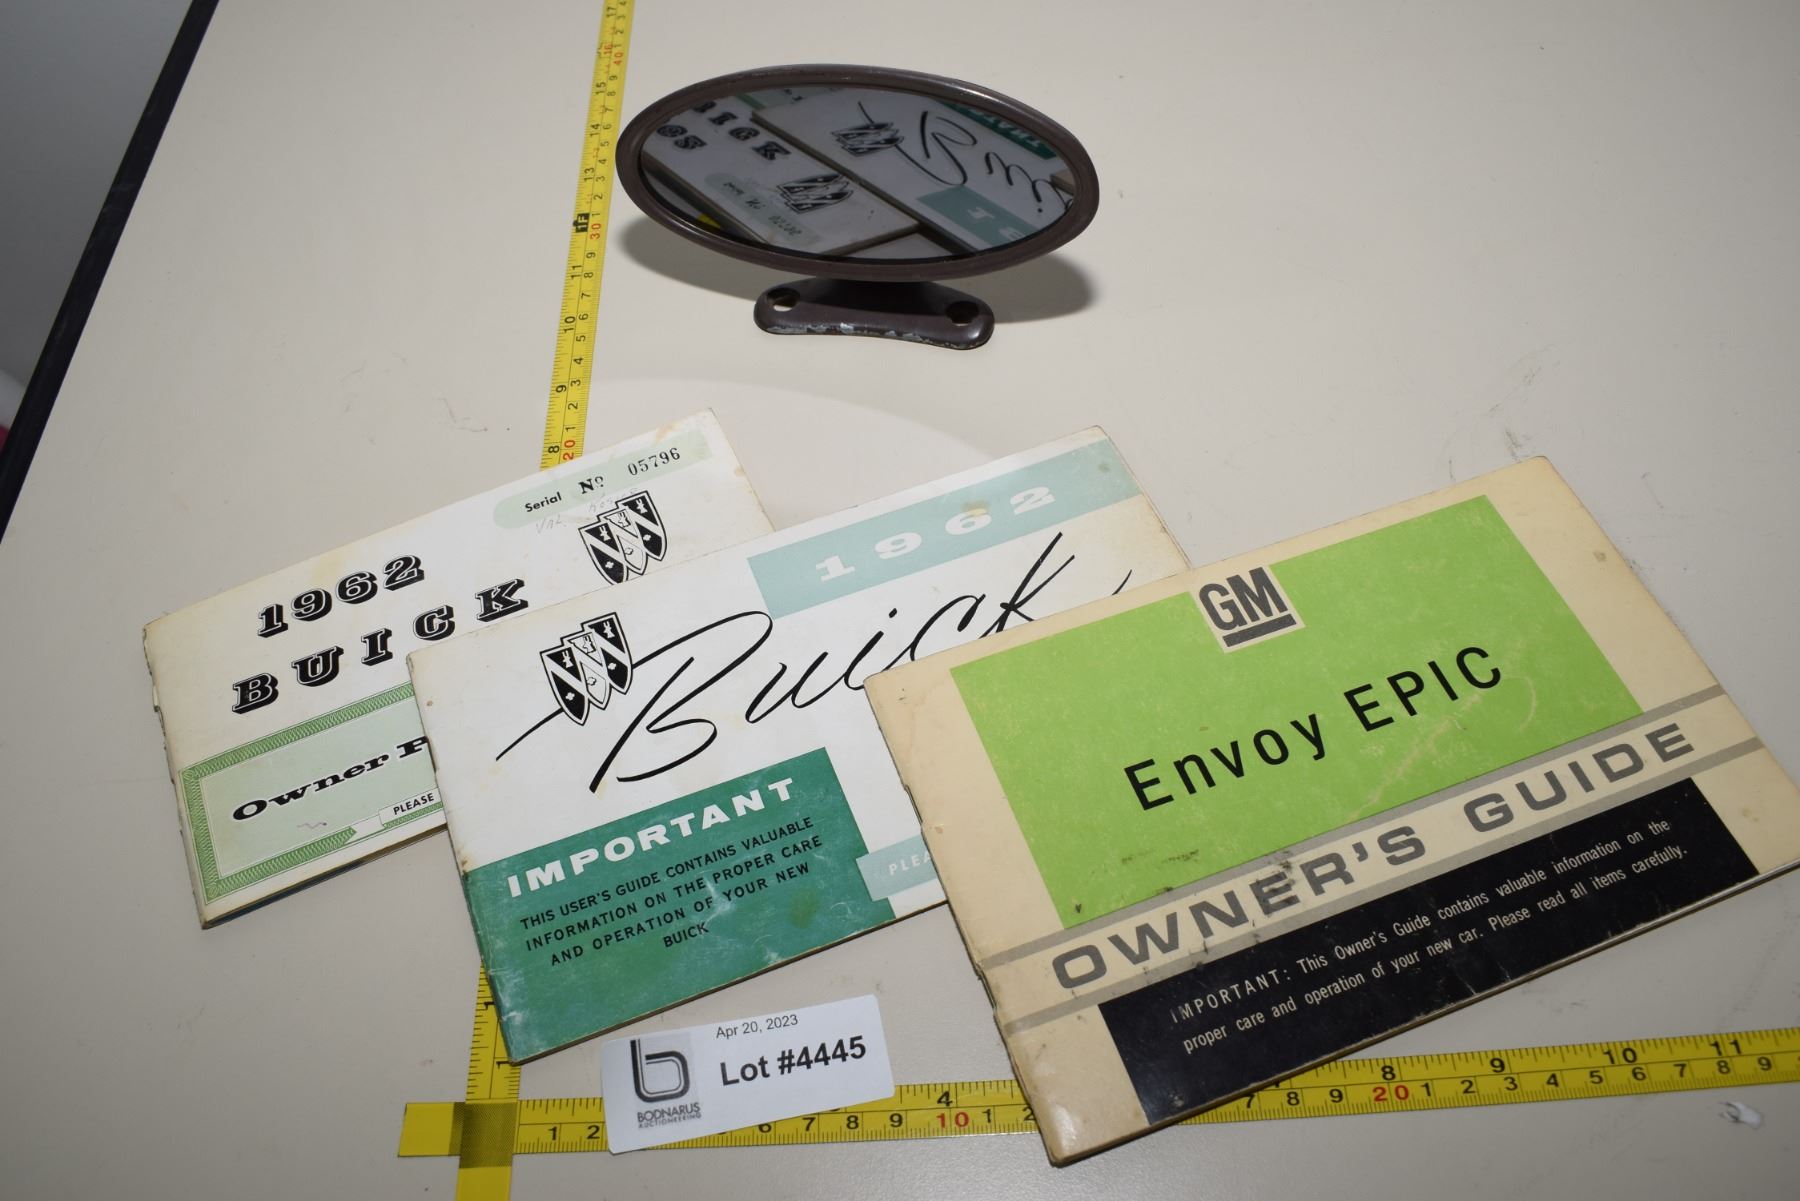 Serial No 05796
VAL
1962
BUICK
Owner P
PLEASE
1962
Buick
IMPORTANT
THIS USER'S GUIDE CONTAINS VALUABLE
INFORMATION ON THE PROPER CARE
AND OPERATION OF YOUR NEW
BUICK
PLEA
GM
Envoy EPIC
OWNER'S GUIDE
IMPORTANT: This Owner's Guide contains valuable information on the
proper care and operation of your new car. Please read all items carefully.
Apr 20, 2023
Lot #4445
b
BODNARUS
AUCTIONEERING